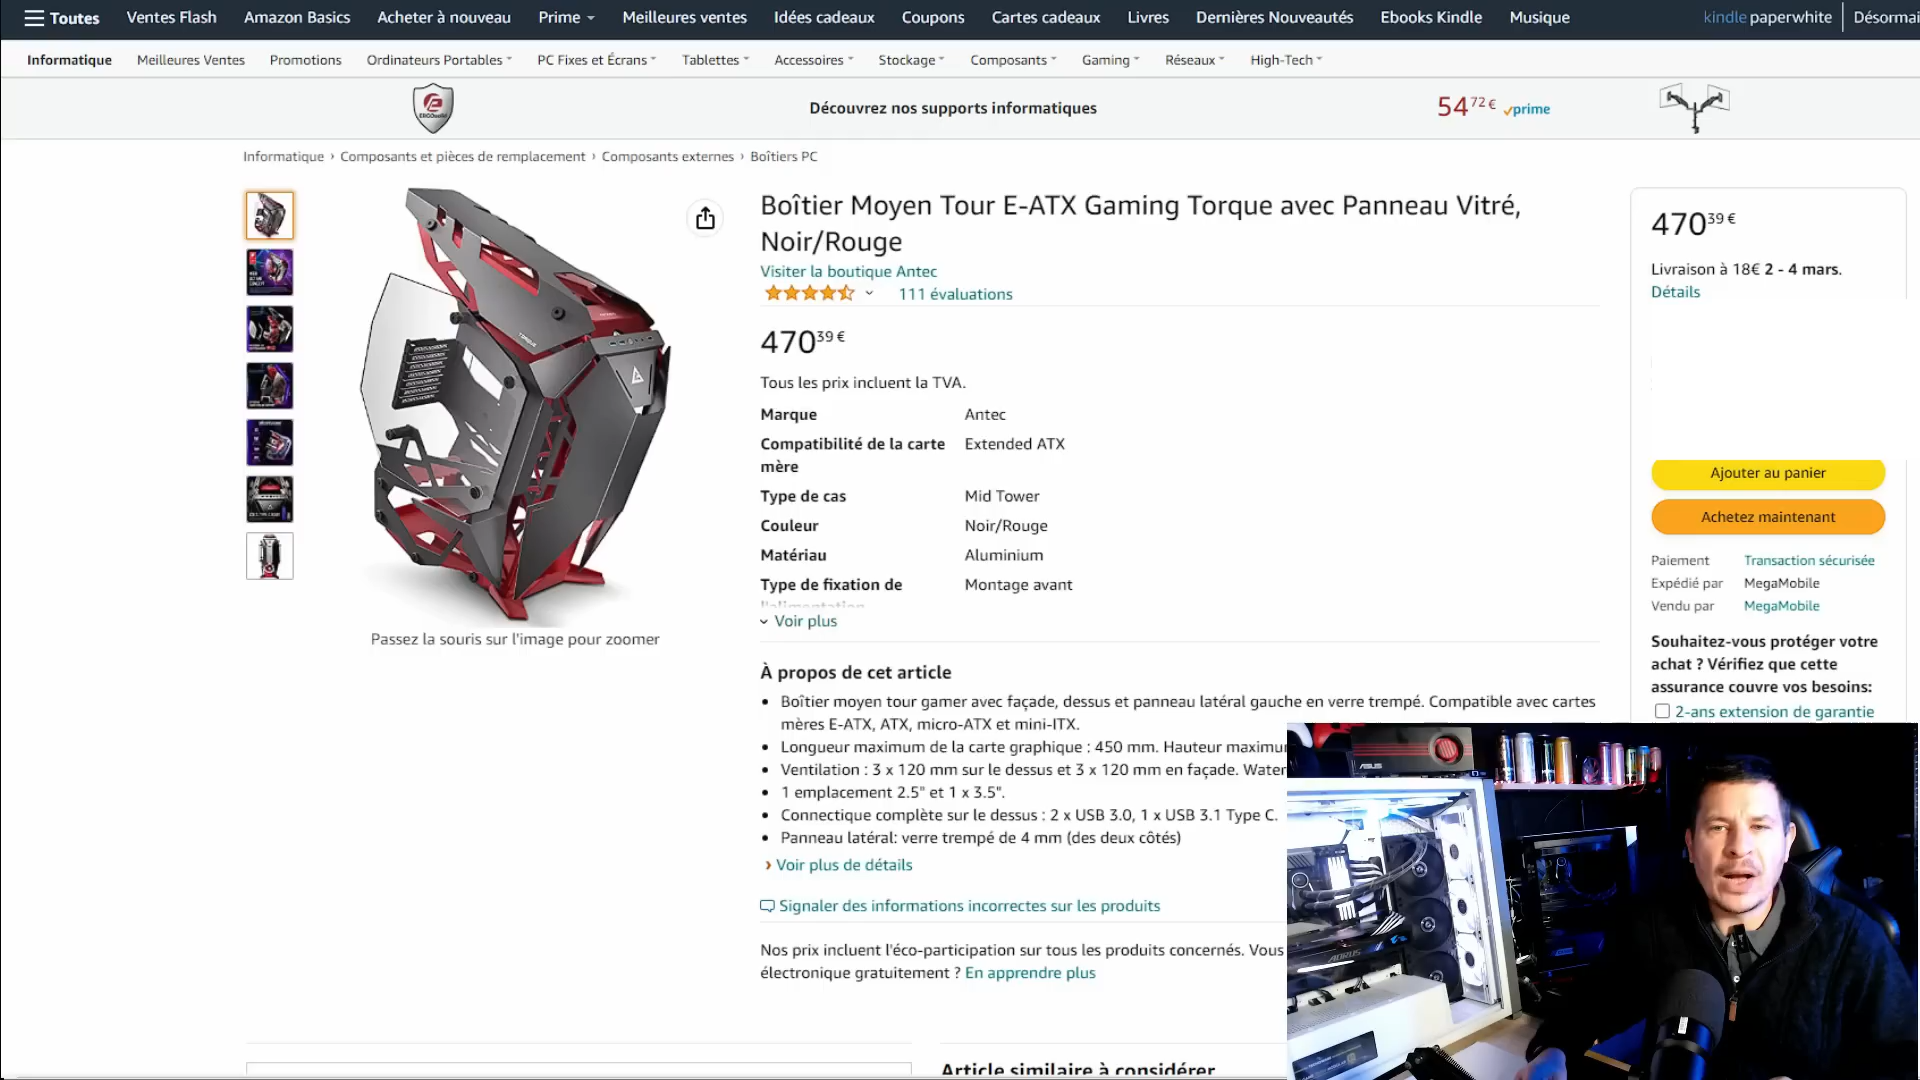 Toutes Ventes Flash Amazon Basics Acheter à nouveau Prime Meilleures ventes Idées cadeaux Coupons Cartes cadeaux Livres Dernières Nouveautés Ebooks Kindle Musique kindle paperwhite Désormai
Informatique Meilleures Ventes Promotions Ordinateurs Portables PC Fixes et Écrans Tablettes Accessoires Stockage Composants Gaming Réseaux High-Tech
Découvrez nos supports informatiques 54,72 € prime
Informatique › Composants et pièces de remplacement › Composants externes › Boîtiers PC
Boîtier Moyen Tour E-ATX Gaming Torque avec Panneau Vitré,
Noir/Rouge
Visiter la boutique Antec
111 évaluations
470 39 €
Tous les prix incluent la TVA.
Marque Antec
Compatibilité de la carte Extended ATX
mère
Type de cas Mid Tower
Couleur Noir/Rouge
Matériau Aluminium
Type de fixation de Montage avant
l'alimentation
Voir plus
Passez la souris sur l'image pour zoomer
À propos de cet article
• Boîtier moyen tour gamer avec façade, dessus et panneau latéral gauche en verre trempé. Compatible avec cartes
mères E-ATX, ATX, micro-ATX et mini-ITX.
• Longueur maximum de la carte graphique : 450 mm. Hauteur maximu
• Ventilation : 3 x 120 mm sur le dessus et 3 x 120 mm en façade. Water
• 1 emplacement 2.5" et 1 x 3.5".
• Connectique complète sur le dessus : 2 x USB 3.0, 1 x USB 3.1 Type C.
• Panneau latéral: verre trempé de 4 mm (des deux côtés)
› Voir plus de détails
Signaler des informations incorrectes sur les produits
Nos prix incluent l'éco-participation sur tous les produits concernés. Vous
électronique gratuitement ? En apprendre plus
Article similaire à considérer
470 39 €
Livraison à 18€ 2 - 4 mars.
Détails
Ajouter au panier
Achetez maintenant
Paiement Transaction sécurisée
Expédié par MegaMobile
Vendu par MegaMobile
Souhaitez-vous protéger votre
achat ? Vérifiez que cette
assurance couvre vos besoins:
2-ans extension de garantie
ASUS
AORUS